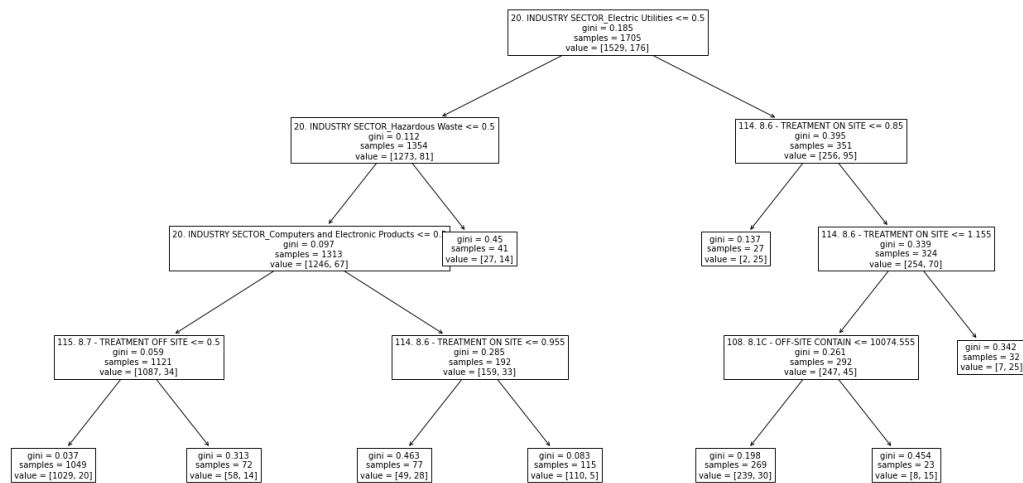 20. INDUSTRY SECTOR_Electric Utilities <= 0.5
gini = 0.185
samples = 1705
value = [1529, 176]
20. INDUSTRY SECTOR_Hazardous Waste <= 0.5
gini = 0.112
samples = 1354
value = [1273, 81]
114. 8.6 - TREATMENT ON SITE <= 0.85
gini = 0.395
samples = 351
value = [256, 95]
20. INDUSTRY SECTOR_Computers and Electronic Products <= 0.
gini = 0.097
samples = 1313
value = [1246, 67]
gini = 0.45
samples = 41
value = [27, 14]
gini = 0.137
samples = 27
value = [2, 25]
114. 8.6 - TREATMENT ON SITE <= 1.155
gini = 0.339
samples = 324
value = [254, 70]
115. 8.7 - TREATMENT OFF SITE <= 0.5
gini = 0.059
samples = 1121
value = [1087, 34]
114. 8.6 - TREATMENT ON SITE <= 0.955
gini = 0.285
samples = 192
value = [159, 33]
108. 8.1C - OFF-SITE CONTAIN <= 10074.555
gini = 0.261
samples = 292
value = [247, 45]
gini = 0.342
samples = 32
value = [7, 25]
gini = 0.037
samples = 1049
value = [1029, 20]
gini = 0.313
samples = 72
value = [58, 14]
gini = 0.463
samples = 77
value = [49, 28]
gini = 0.083
samples = 115
value = [110, 5]
gini = 0.198
samples = 269
value = [239, 30]
gini = 0.454
samples = 23
value = [8, 15]